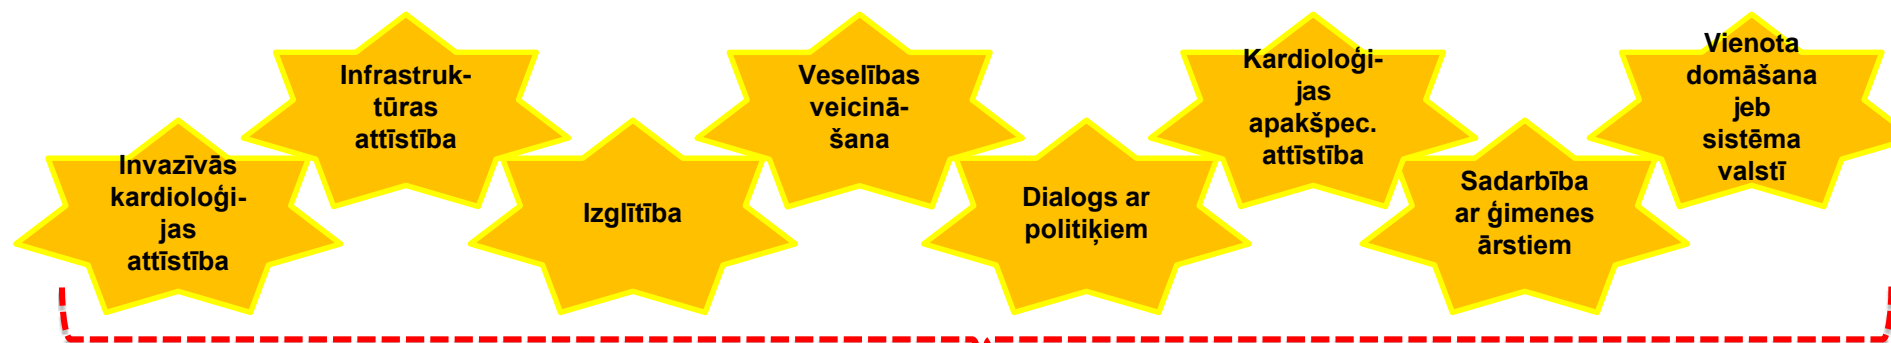 Invazīvās
kardioloģi-
jas
attīstība
Infrastruk-
tūras
attīstība
Izglītība
Veselības
veicinā-
šana
Dialogs ar
politiķiem
Kardioloģi-
jas
apakšpec.
attīstība
Sadarbība
ar ģimenes
ārstiem
Vienota
domāšana
jeb
sistēma
valstī